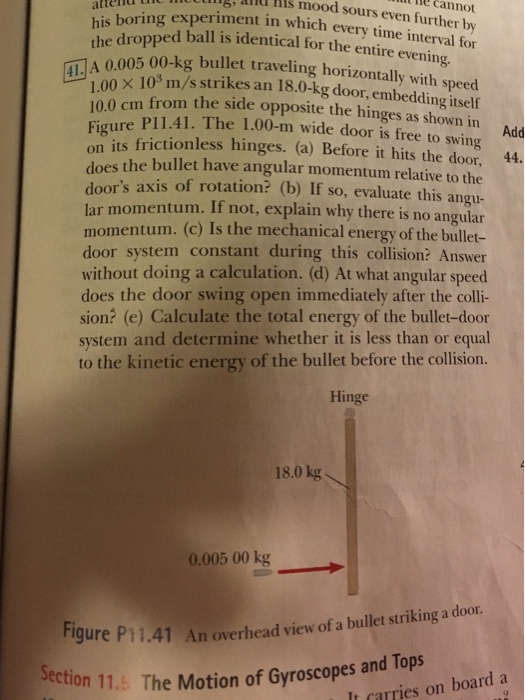 his mood sours even further by
his boring experiment in which every time interval for
the dropped ball is identical for the entire evening.
41. A 0.005 00-kg bullet traveling horizontally with speed
1.00 × 10³ m/s strikes an 18.0-kg door, embedding itself
10.0 cm from the side opposite the hinges as shown in
Figure P11.41. The 1.00-m wide door is free to swing
on its frictionless hinges. (a) Before it hits the door,
does the bullet have angular momentum relative to the
door's axis of rotation? (b) If so, evaluate this angu-
lar momentum. If not, explain why there is no angular
momentum. (c) Is the mechanical energy of the bullet–
door system constant during this collision? Answer
without doing a calculation. (d) At what angular speed
does the door swing open immediately after the colli-
sion? (e) Calculate the total energy of the bullet–door
system and determine whether it is less than or equal
to the kinetic energy of the bullet before the collision.
cannot
Add
44.
Hinge
18.0 kg
0.005 00 kg
Figure P11.41 An overhead view of a bullet striking a door.
Section 11.5 The Motion of Gyroscopes and Tops
It carries on board a